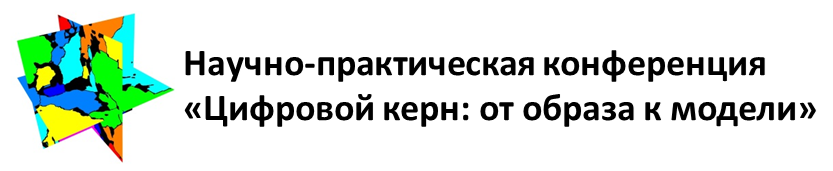 Научно-практическая конференция
«Цифровой керн: от образа к модели»